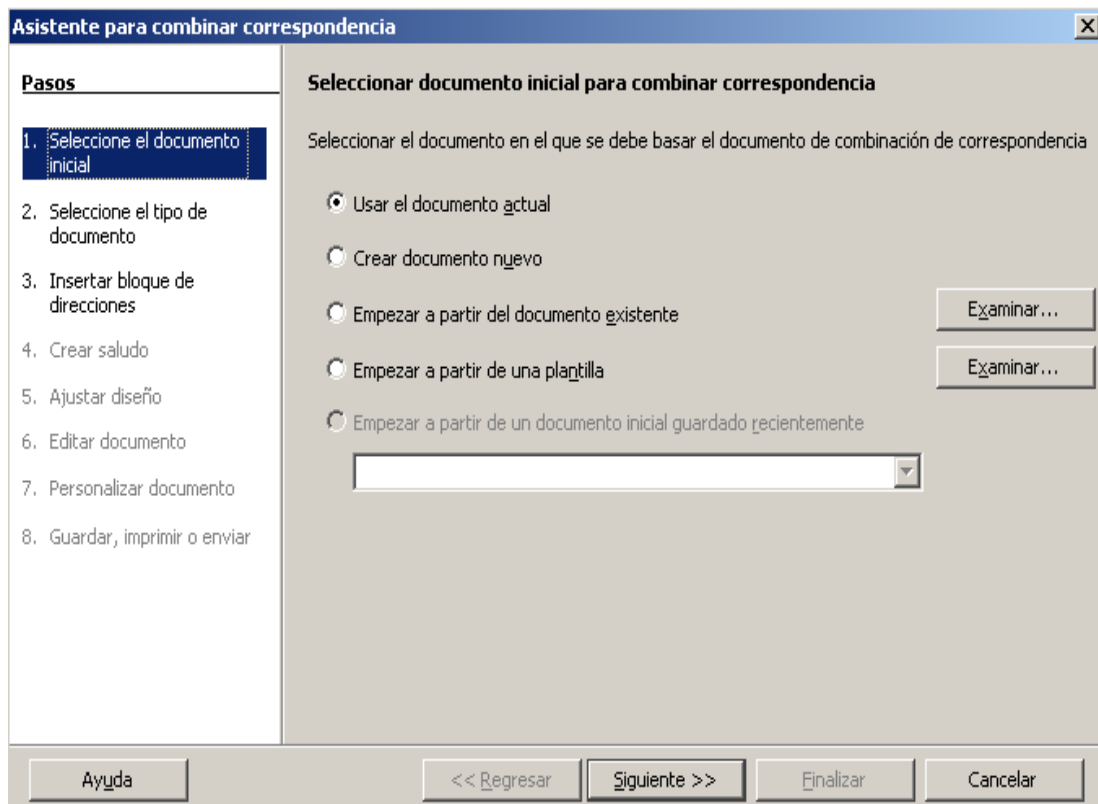 Asistente para combinar correspondencia
Pasos
1. Seleccione el documento
inicial
2. Seleccione el tipo de
documento
3. Insertar bloque de
direcciones
4. Crear saludo
5. Ajustar diseño
6. Editar documento
7. Personalizar documento
8. Guardar, imprimir o enviar
Seleccionar documento inicial para combinar correspondencia
Seleccionar el documento en el que se debe basar el documento de combinación de correspondencia
Usar el documento actual
Crear documento nuevo
Empezar a partir del documento existente
Examinar...
Empezar a partir de una plantilla
Examinar...
Empezar a partir de un documento inicial guardado recientemente
Ayuda
<< Regresar
Siguiente >>
Finalizar
Cancelar